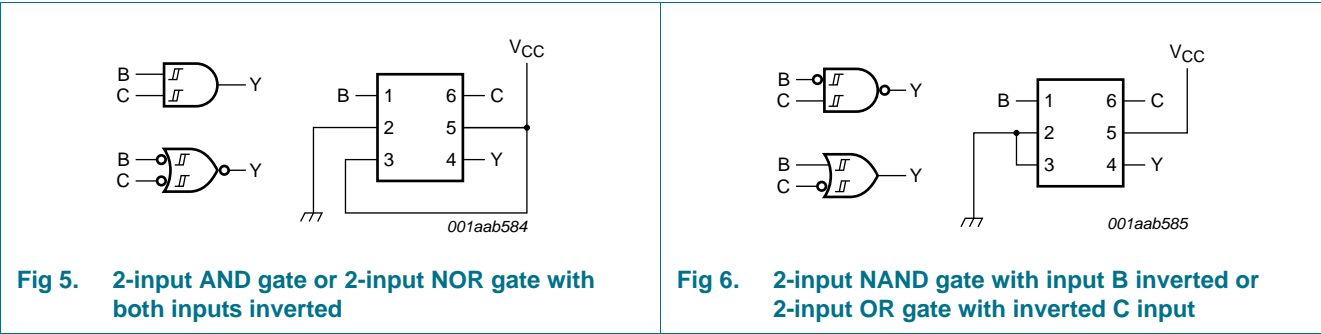 B
C
Y
B
C
Y
VCC
B
1
6
C
2
5
3
4
Y
001aab584
Fig 5. 2-input AND gate or 2-input NOR gate with
both inputs inverted
B
C
Y
B
C
Y
VCC
B
1
6
C
2
5
3
4
Y
001aab585
Fig 6. 2-input NAND gate with input B inverted or
2-input OR gate with inverted C input